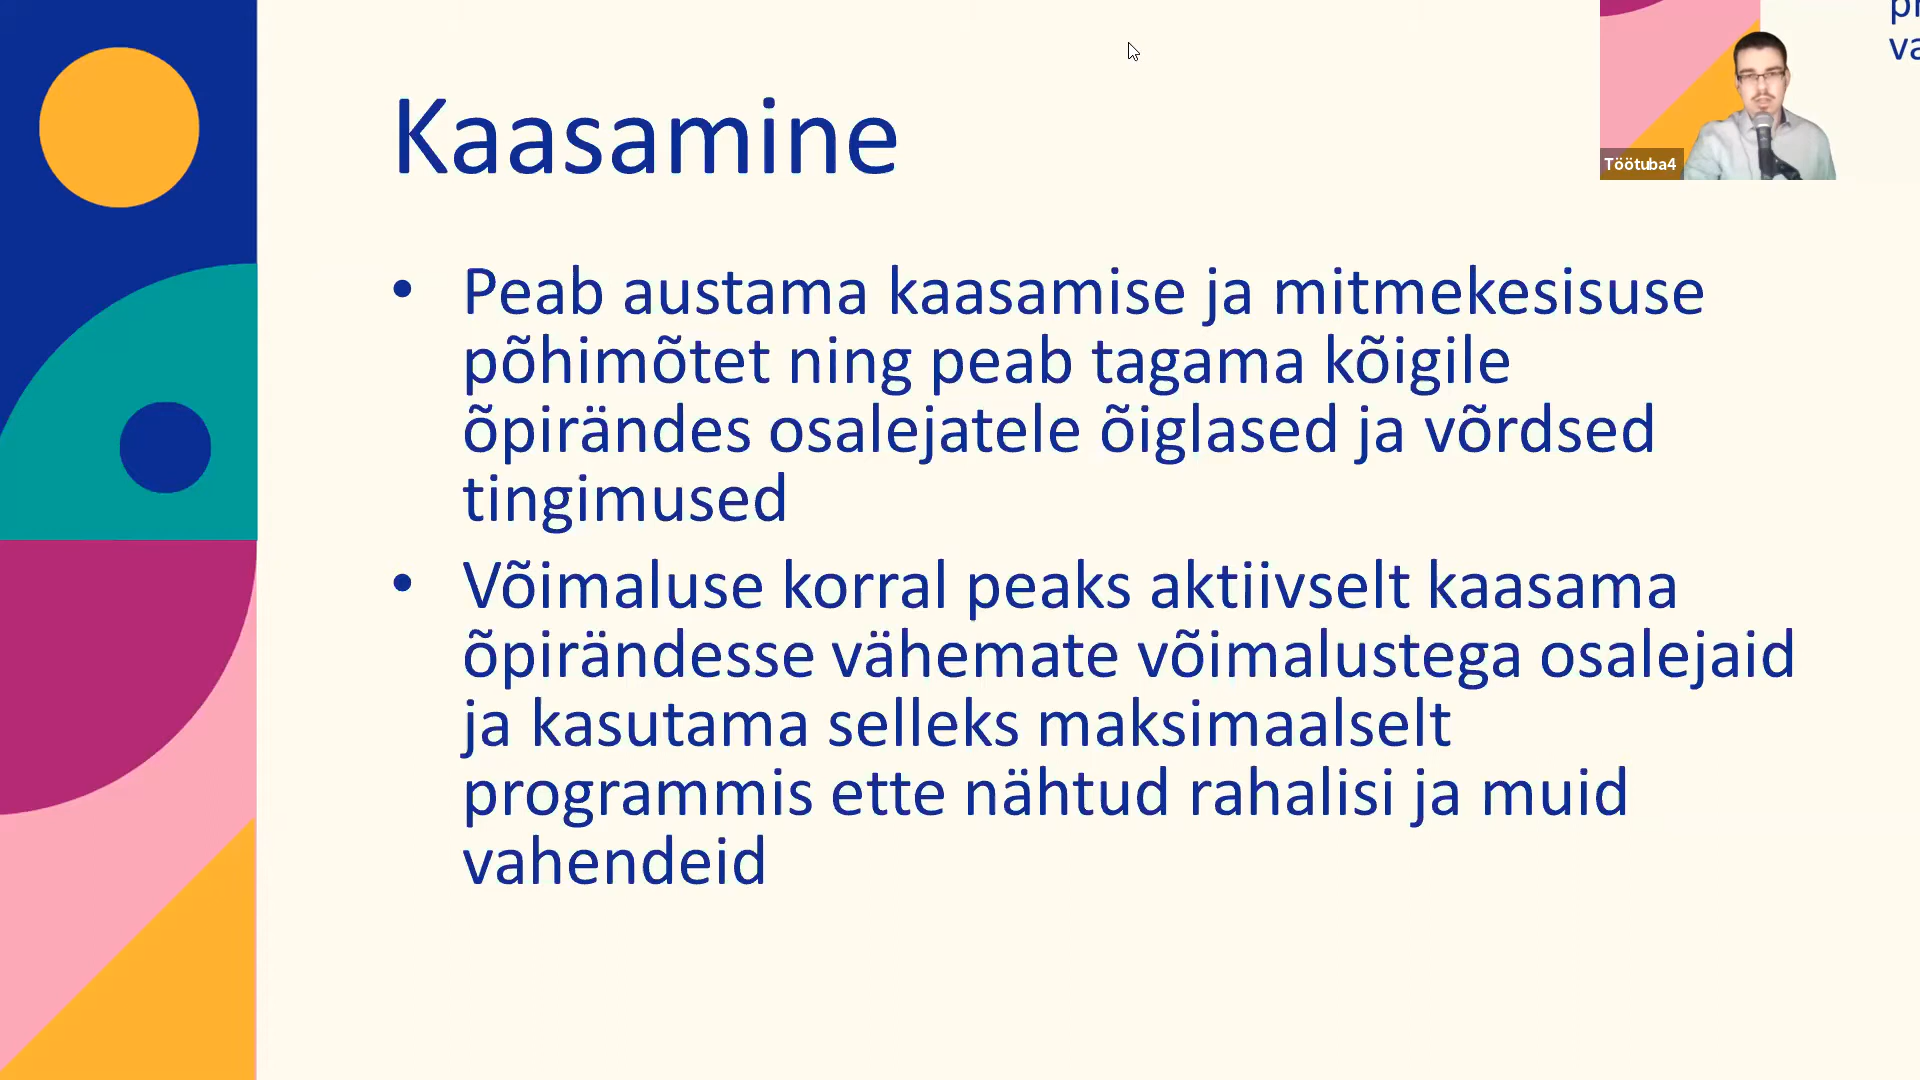 Kaasamine
• Peab austama kaasamise ja mitmekesisuse
põhimõtet ning peab tagama kõigile
õpirändes osalejatele õiglased ja võrdsed
tingimused
• Võimaluse korral peaks aktiivselt kaasama
õpirändesse vähemate võimalustega osalejaid
ja kasutama selleks maksimaalselt
programmis ette nähtud rahalisi ja muid
vahendeid
Töötuba4